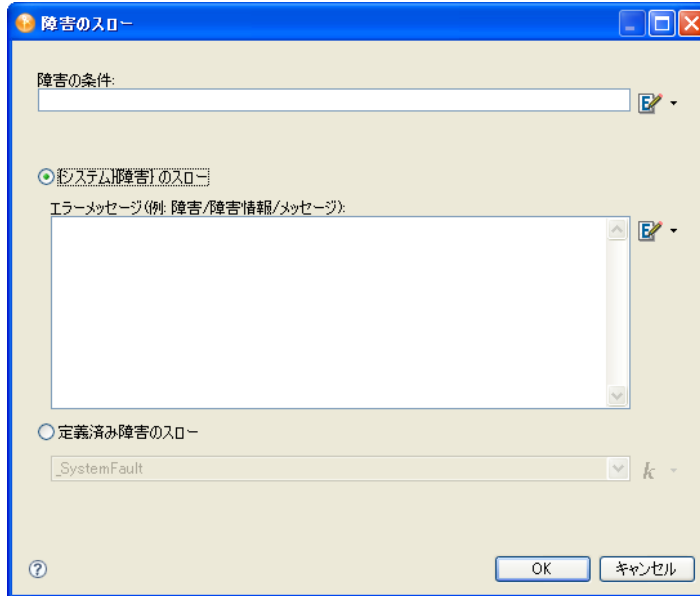 障害のスロー
障害の条件:
[システム][障害] のスロー
エラーメッセージ(例: 障害/障害情報/メッセージ):
定義済み障害のスロー
_SystemFault
k
OK
キャンセル